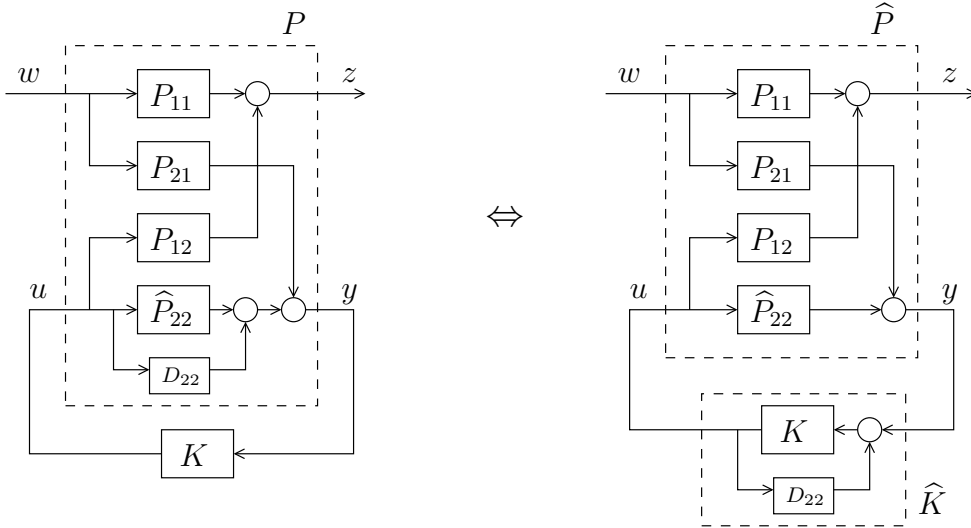 P
w
z
P₁₁
P₂₁
P₁₂
u
P̂₂₂
y
D₂₂
K
⇔
P̂
w
z
P₁₁
P₂₁
P₁₂
u
P̂₂₂
y
K
D₂₂
K̂